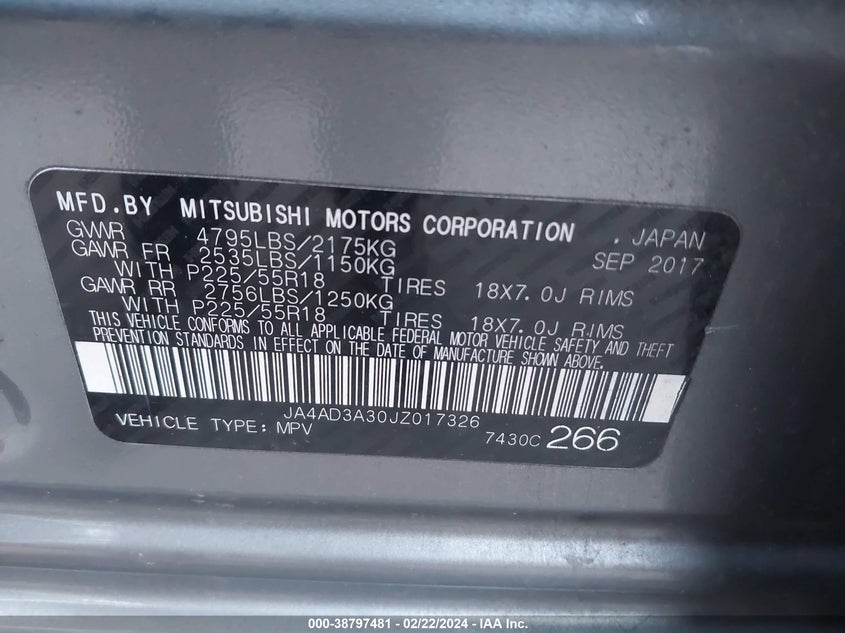 MFD.BY MITSUBISHI MOTORS CORPORATION , JAPAN
GVWR 4795LBS/2175KG SEP 2017
GAWR FR 2535LBS/1150KG
WITH P225/55R18 TIRES 18X7.0J RIMS
GAWR RR 2756LBS/1250KG
WITH P225/55R18 TIRES 18X7.0J RIMS
THIS VEHICLE CONFORMS TO ALL APPLICABLE FEDERAL MOTOR VEHICLE SAFETY AND THEFT
PREVENTION STANDARDS IN EFFECT ON THE DATE OF MANUFACTURE SHOWN ABOVE.
JA4AD3A30JZ017326
VEHICLE TYPE: MPV 7430C 266
000-38797481 - 02/22/2024 - IAA Inc.